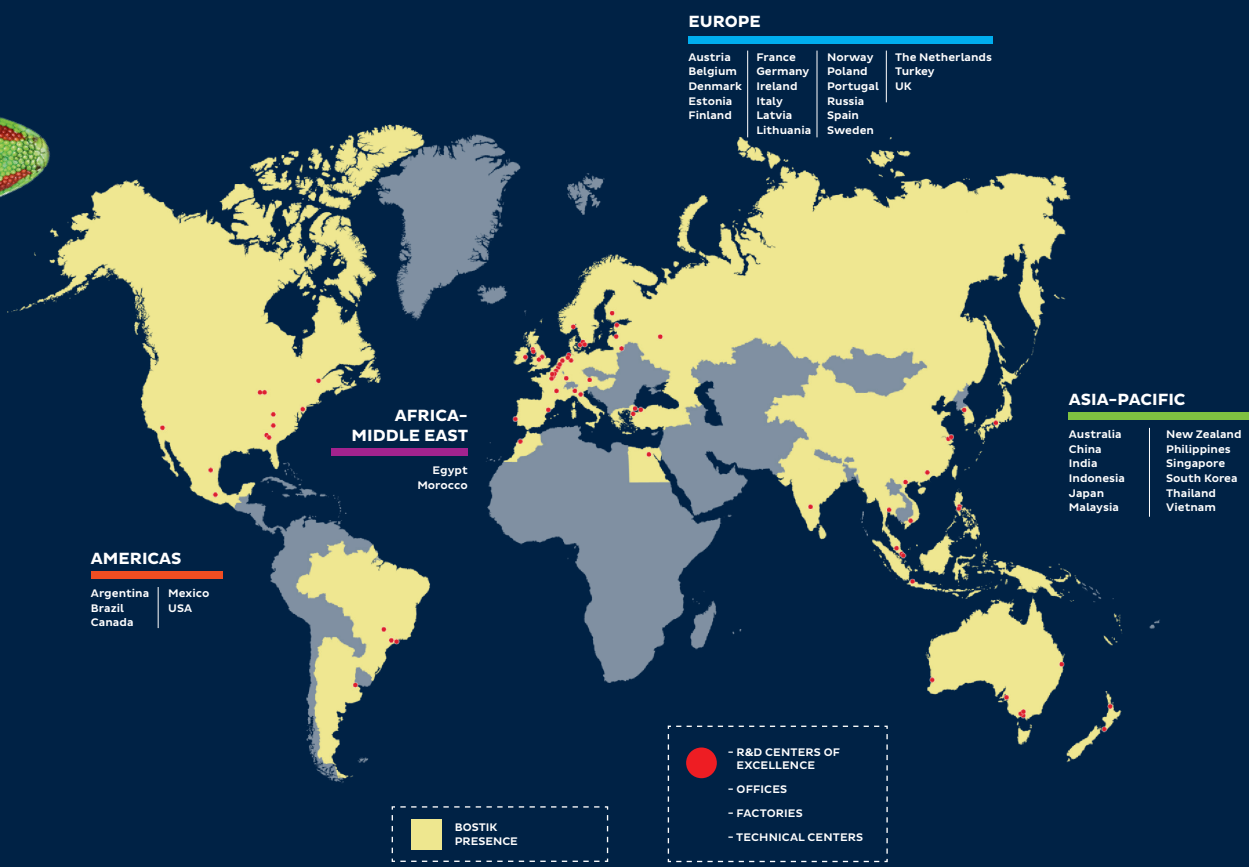 EUROPE
Austria
Belgium
Denmark
Estonia
Finland
France
Germany
Ireland
Italy
Latvia
Lithuania
Norway
Poland
Portugal
Russia
Spain
Sweden
The Netherlands
Turkey
UK
AFRICA-
MIDDLE EAST
Egypt
Morocco
ASIA-PACIFIC
Australia
China
India
Indonesia
Japan
Malaysia
New Zealand
Philippines
Singapore
South Korea
Thailand
Vietnam
AMERICAS
Argentina
Brazil
Canada
Mexico
USA
- R&D CENTERS OF
EXCELLENCE
- OFFICES
- FACTORIES
- TECHNICAL CENTERS
BOSTIK
PRESENCE